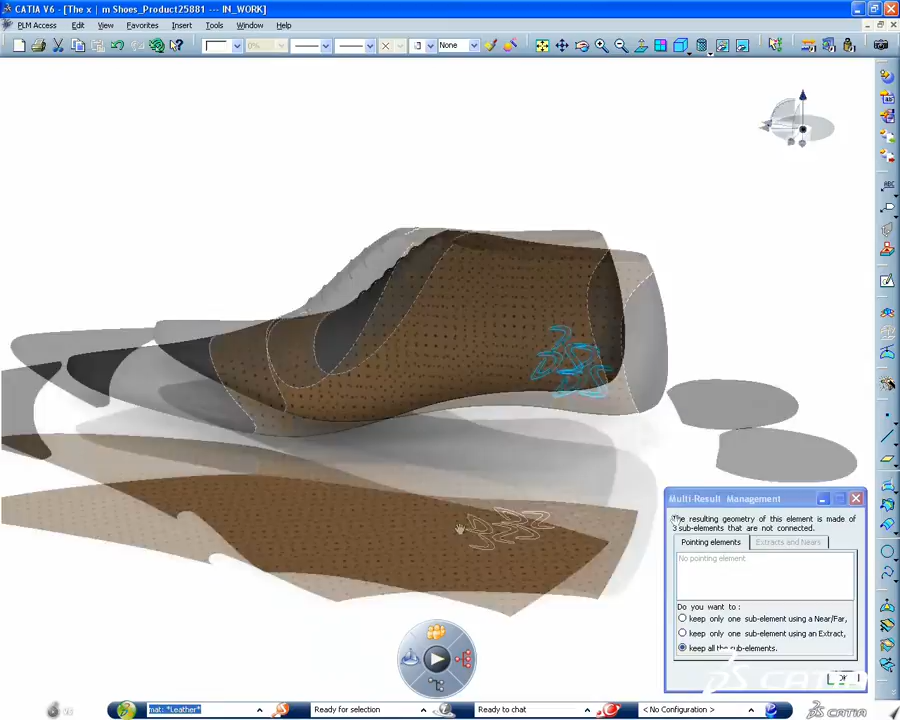 CATIA V6 - [The x | m Shoes_Product25881 --- IN_WORK]
PLM Access Edit View Favorites Insert Tools Window Help
0% None
Multi-Result Management
The resulting geometry of this element is made of
3 sub-elements that are not connected.
Pointing elements Extracts and Nears
No pointing element
Do you want to :
keep only one sub-element using a Near/Far,
keep only one sub-element using an Extract,
keep all the sub-elements.
OK
CATIA
V6 mat: *Leather* Ready for selection Ready to chat < No Configuration > CATIA